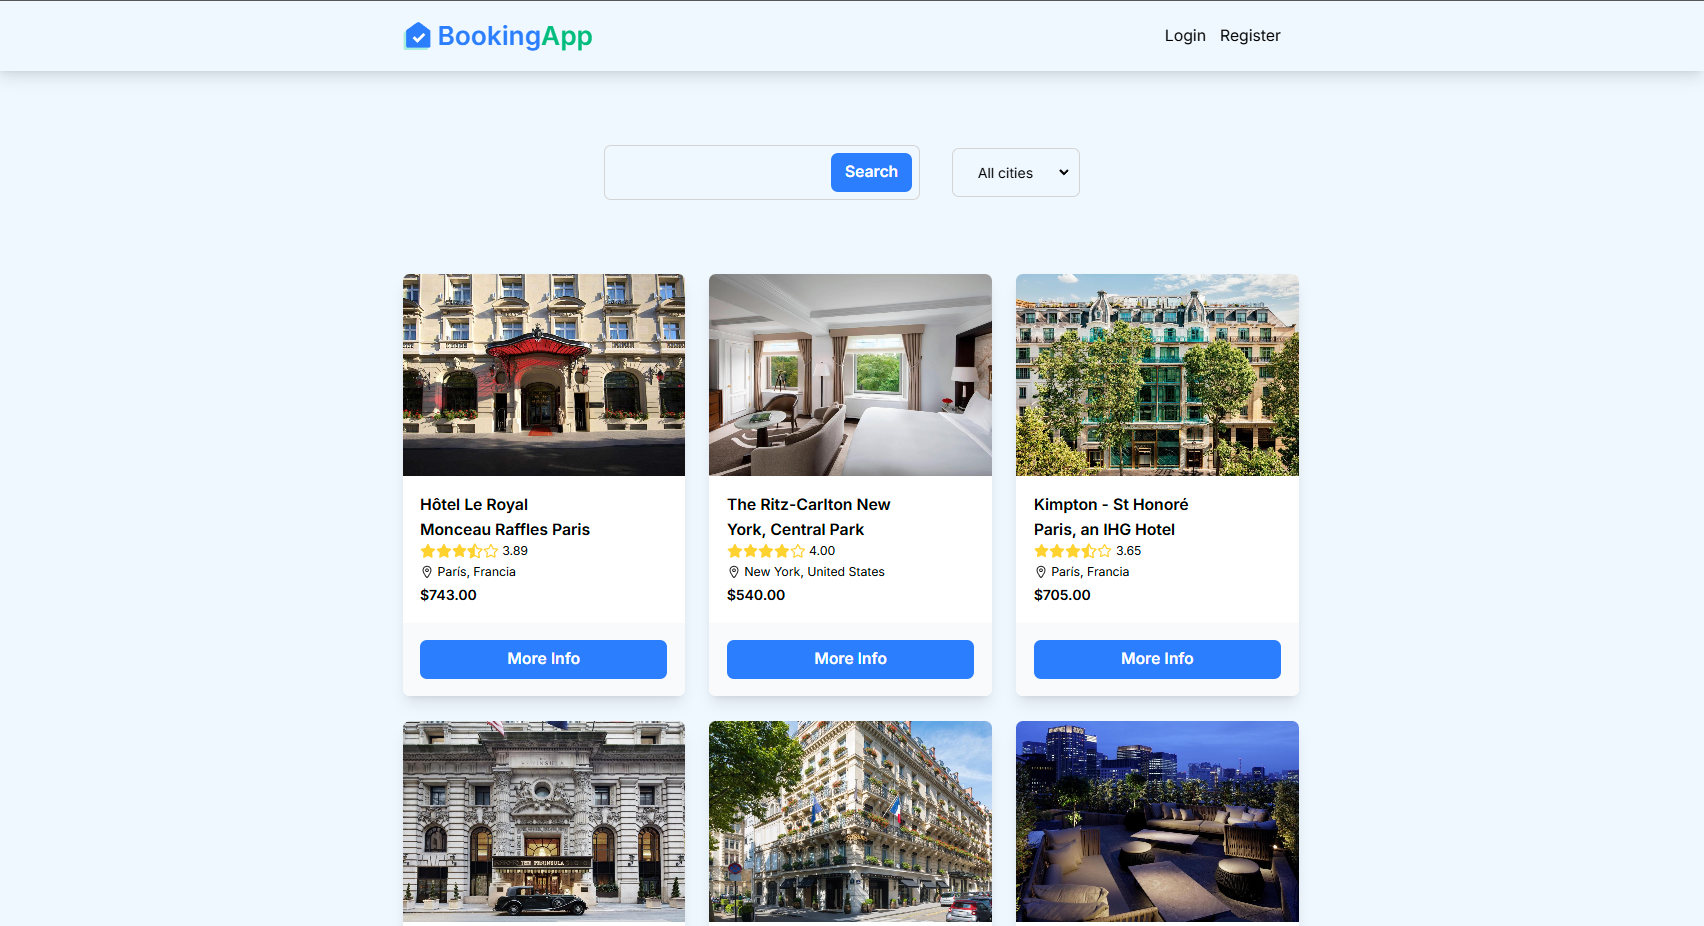 BookingApp
Login Register
Search
All cities
Hôtel Le Royal
Monceau Raffles Paris
3.89
París, Francia
$743.00
More Info
The Ritz-Carlton New
York, Central Park
4.00
New York, United States
$540.00
More Info
Kimpton - St Honoré
Paris, an IHG Hotel
3.65
París, Francia
$705.00
More Info
THE PENINSULA